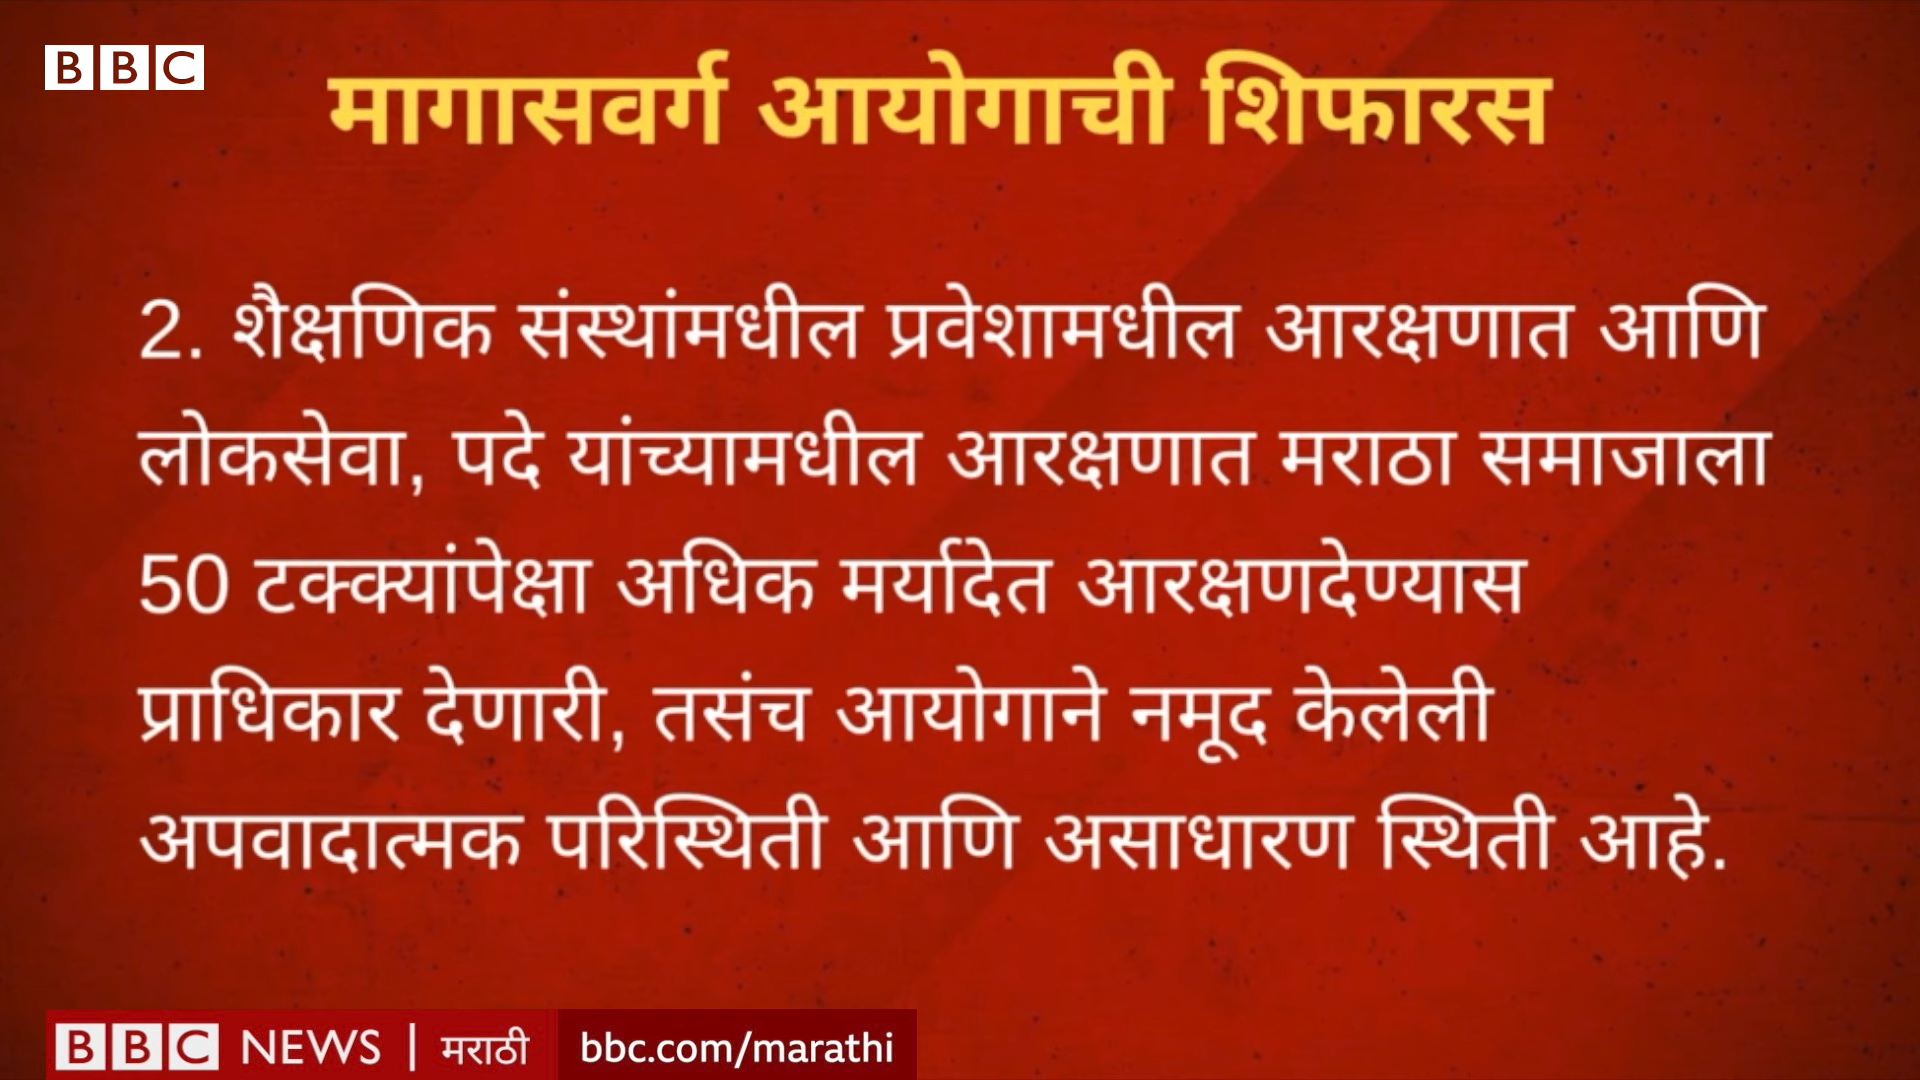 BBC
मागासवर्ग आयोगाची शिफारस
2. शैक्षणिक संस्थांमधील प्रवेशामधील आरक्षणात आणि
लोकसेवा, पदे यांच्यामधील आरक्षणात मराठा समाजाला
50 टक्क्यांपेक्षा अधिक मर्यादेत आरक्षणदेण्यास
प्राधिकार देणारी, तसंच आयोगाने नमूद केलेली
अपवादात्मक परिस्थिती आणि असाधारण स्थिती आहे.
BBC NEWS | मराठी bbc.com/marathi